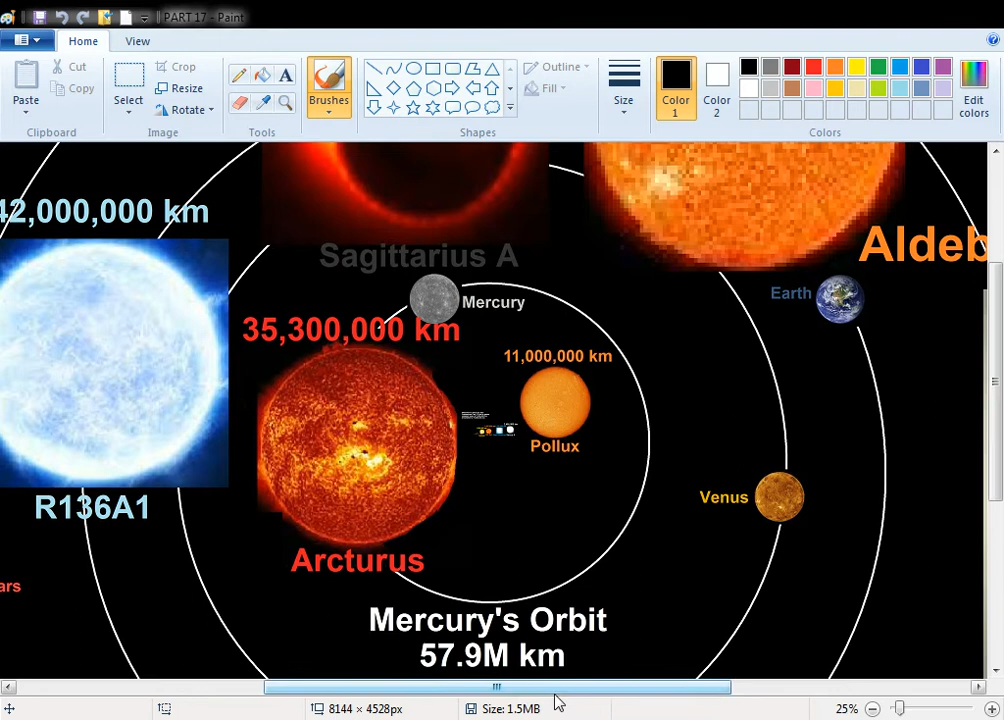 PART 17 - Paint
Home
View
Paste
Cut
Copy
Clipboard
Select
Crop
Resize
Rotate
Image
A
Tools
Brushes
Outline
Fill
Shapes
Size
Color 1
Color 2
Edit colors
Colors
42,000,000 km
R136A1
ars
Sagittarius A
Mercury
35,300,000 km
Arcturus
11,000,000 km
Pollux
Aldeb
Earth
Venus
Mercury's Orbit
57.9M km
8144 × 4528px
Size: 1.5MB
25%